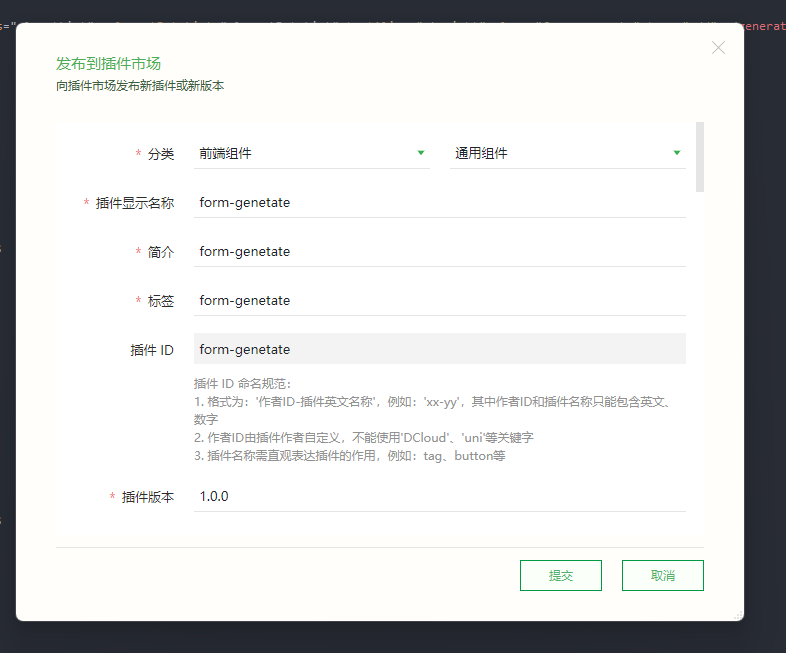 generat
发布到插件市场
向插件市场发布新插件或新版本
* 分类 前端组件 通用组件
* 插件显示名称 form-genetate
* 简介 form-genetate
* 标签 form-genetate
插件 ID form-genetate
插件 ID 命名规范：
1. 格式为：'作者ID-插件英文名称'，例如：'xx-yy'，其中作者ID和插件名称只能包含英文、
数字
2. 作者ID由插件作者自定义，不能使用'DCloud'、'uni'等关键字
3. 插件名称需直观表达插件的作用，例如：tag、button等
* 插件版本 1.0.0
提交 取消